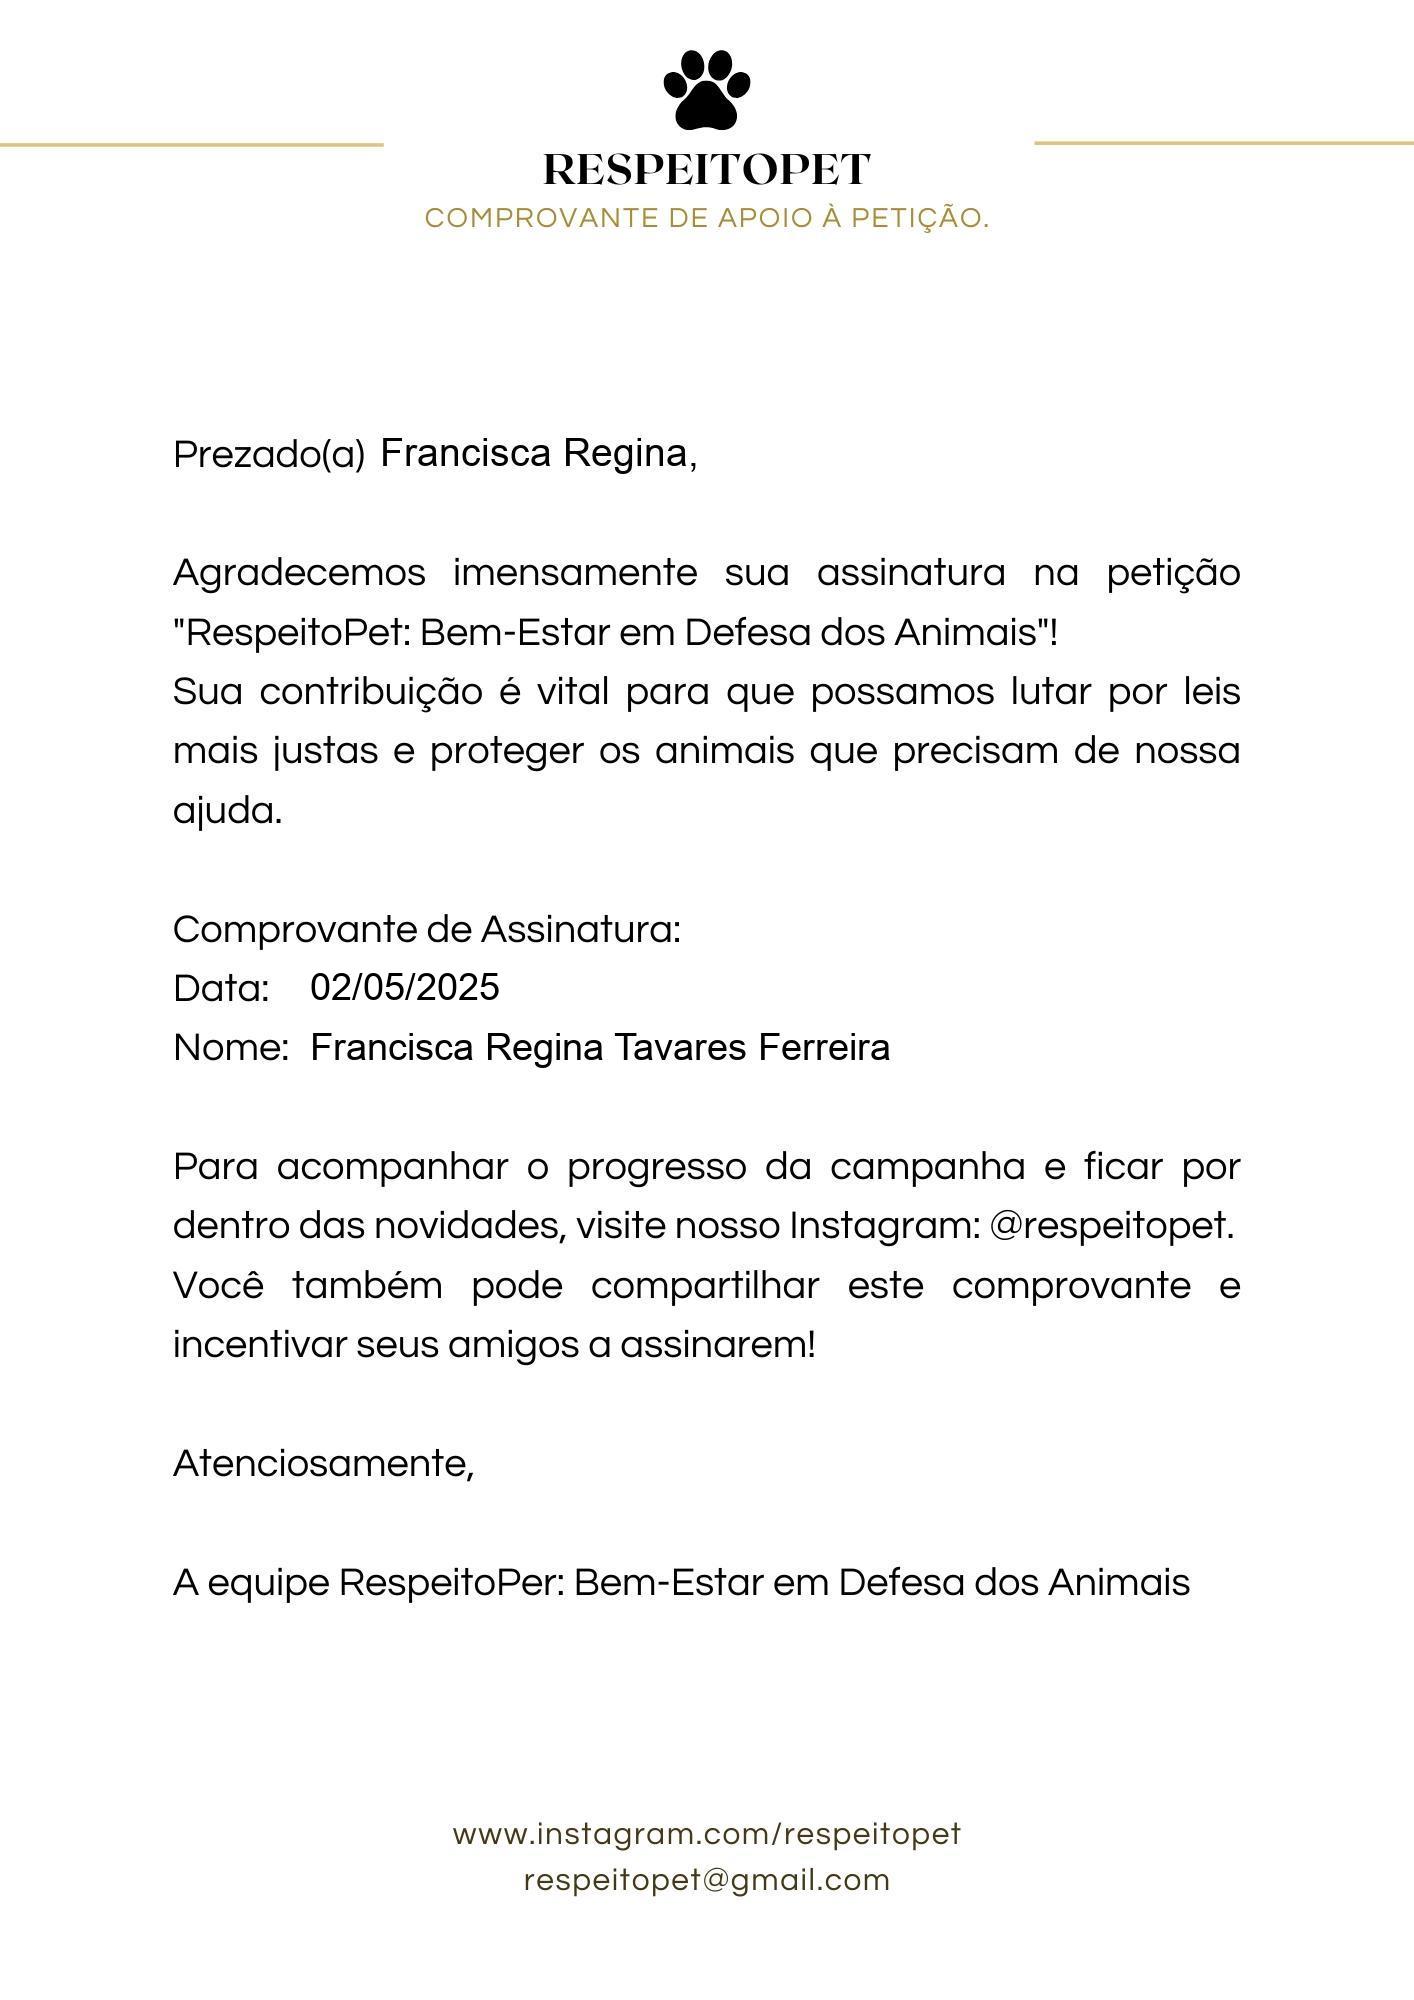 RESPEITOPET
COMPROVANTE DE APOIO À PETIÇÃO.
Prezado(a) Francisca Regina,
Agradecemos imensamente sua assinatura na petição
"RespeitoPet: Bem-Estar em Defesa dos Animais"!
Sua contribuição é vital para que possamos lutar por leis
mais justas e proteger os animais que precisam de nossa
ajuda.
Comprovante de Assinatura:
Data: 02/05/2025
Nome: Francisca Regina Tavares Ferreira
Para acompanhar o progresso da campanha e ficar por
dentro das novidades, visite nosso Instagram: @respeitopet.
Você também pode compartilhar este comprovante e
incentivar seus amigos a assinarem!
Atenciosamente,
A equipe RespeitoPer: Bem-Estar em Defesa dos Animais
www.instagram.com/respeitopet
respeitopet@gmail.com